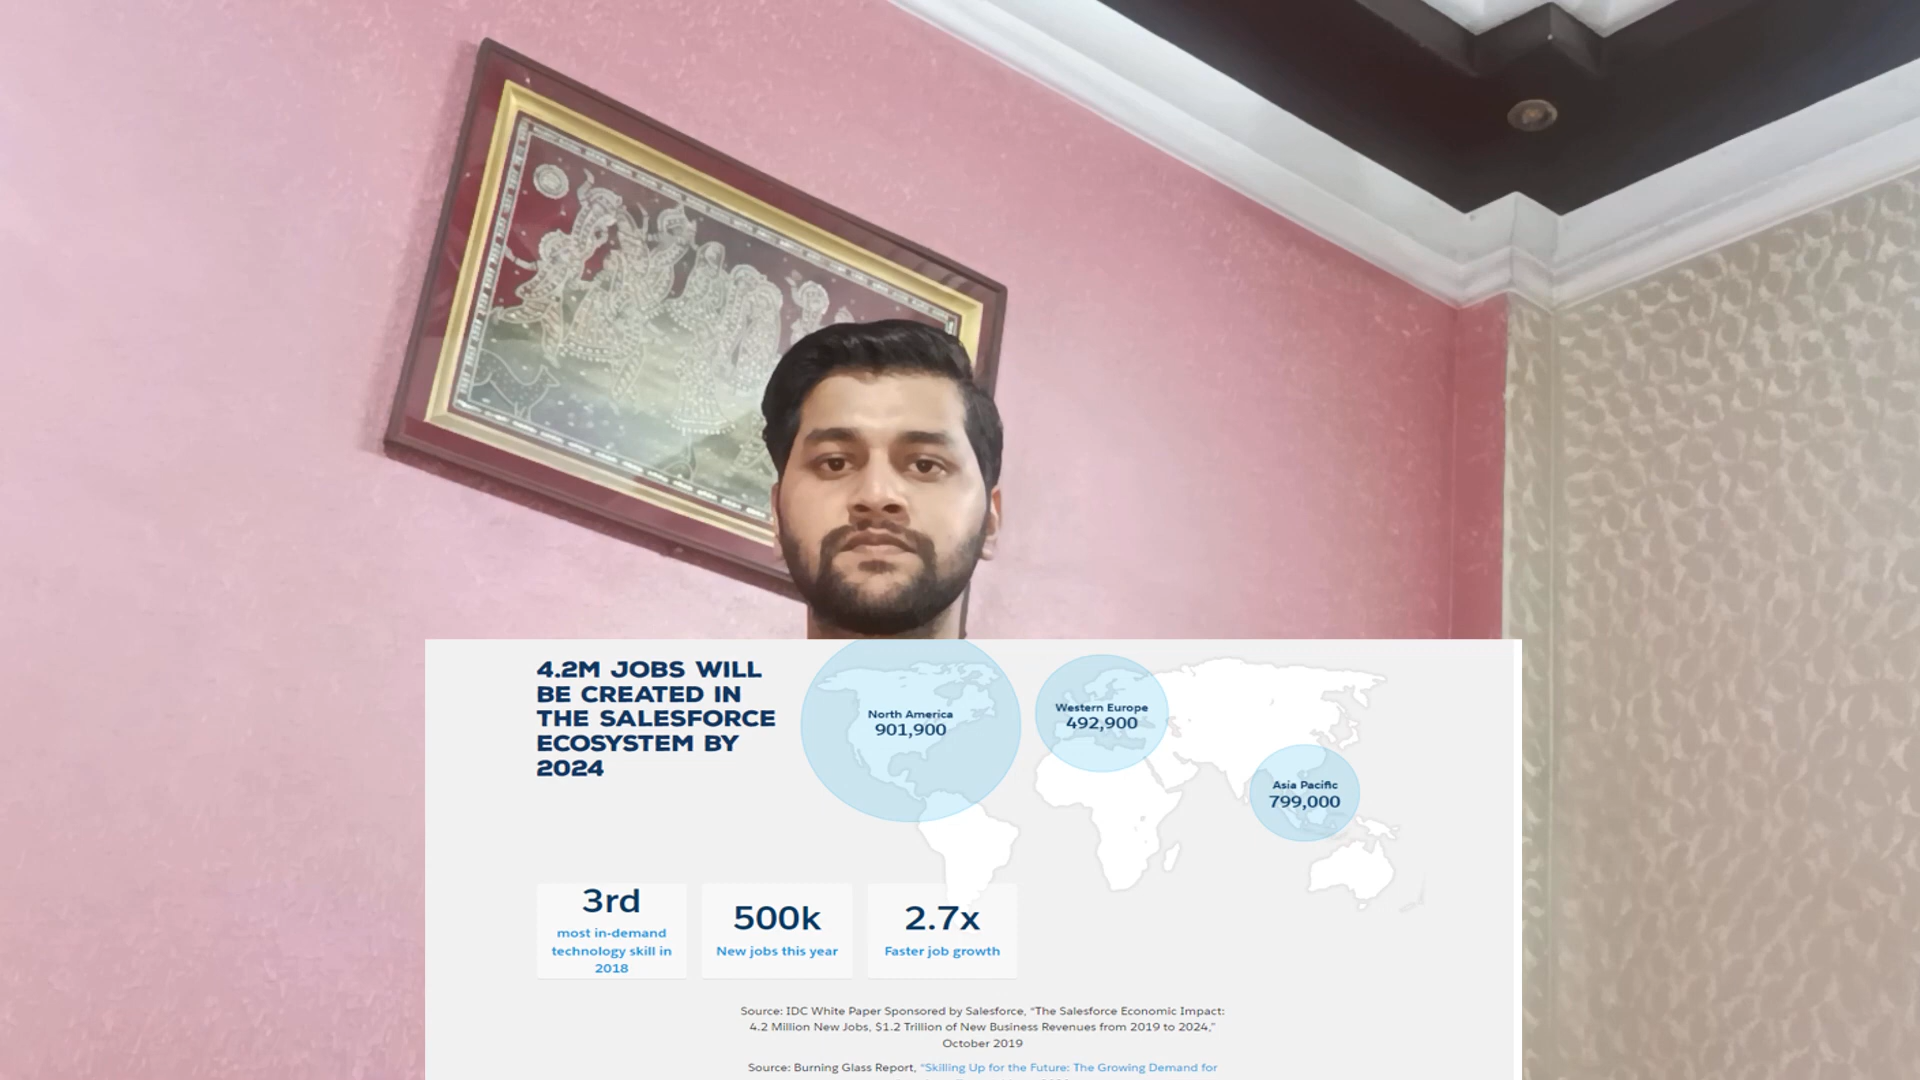 4.2M JOBS WILL
BE CREATED IN
THE SALESFORCE
ECOSYSTEM BY
2024
North America
901,900
Western Europe
492,900
Asia Pacific
799,000
3rd
most in-demand
technology skill in
2018
500k
New jobs this year
2.7x
Faster job growth
Source: IDC White Paper Sponsored by Salesforce, “The Salesforce Economic Impact:
4.2 Million New Jobs, $1.2 Trillion of New Business Revenues from 2019 to 2024,”
October 2019
Source: Burning Glass Report, “Skilling Up for the Future: The Growing Demand for